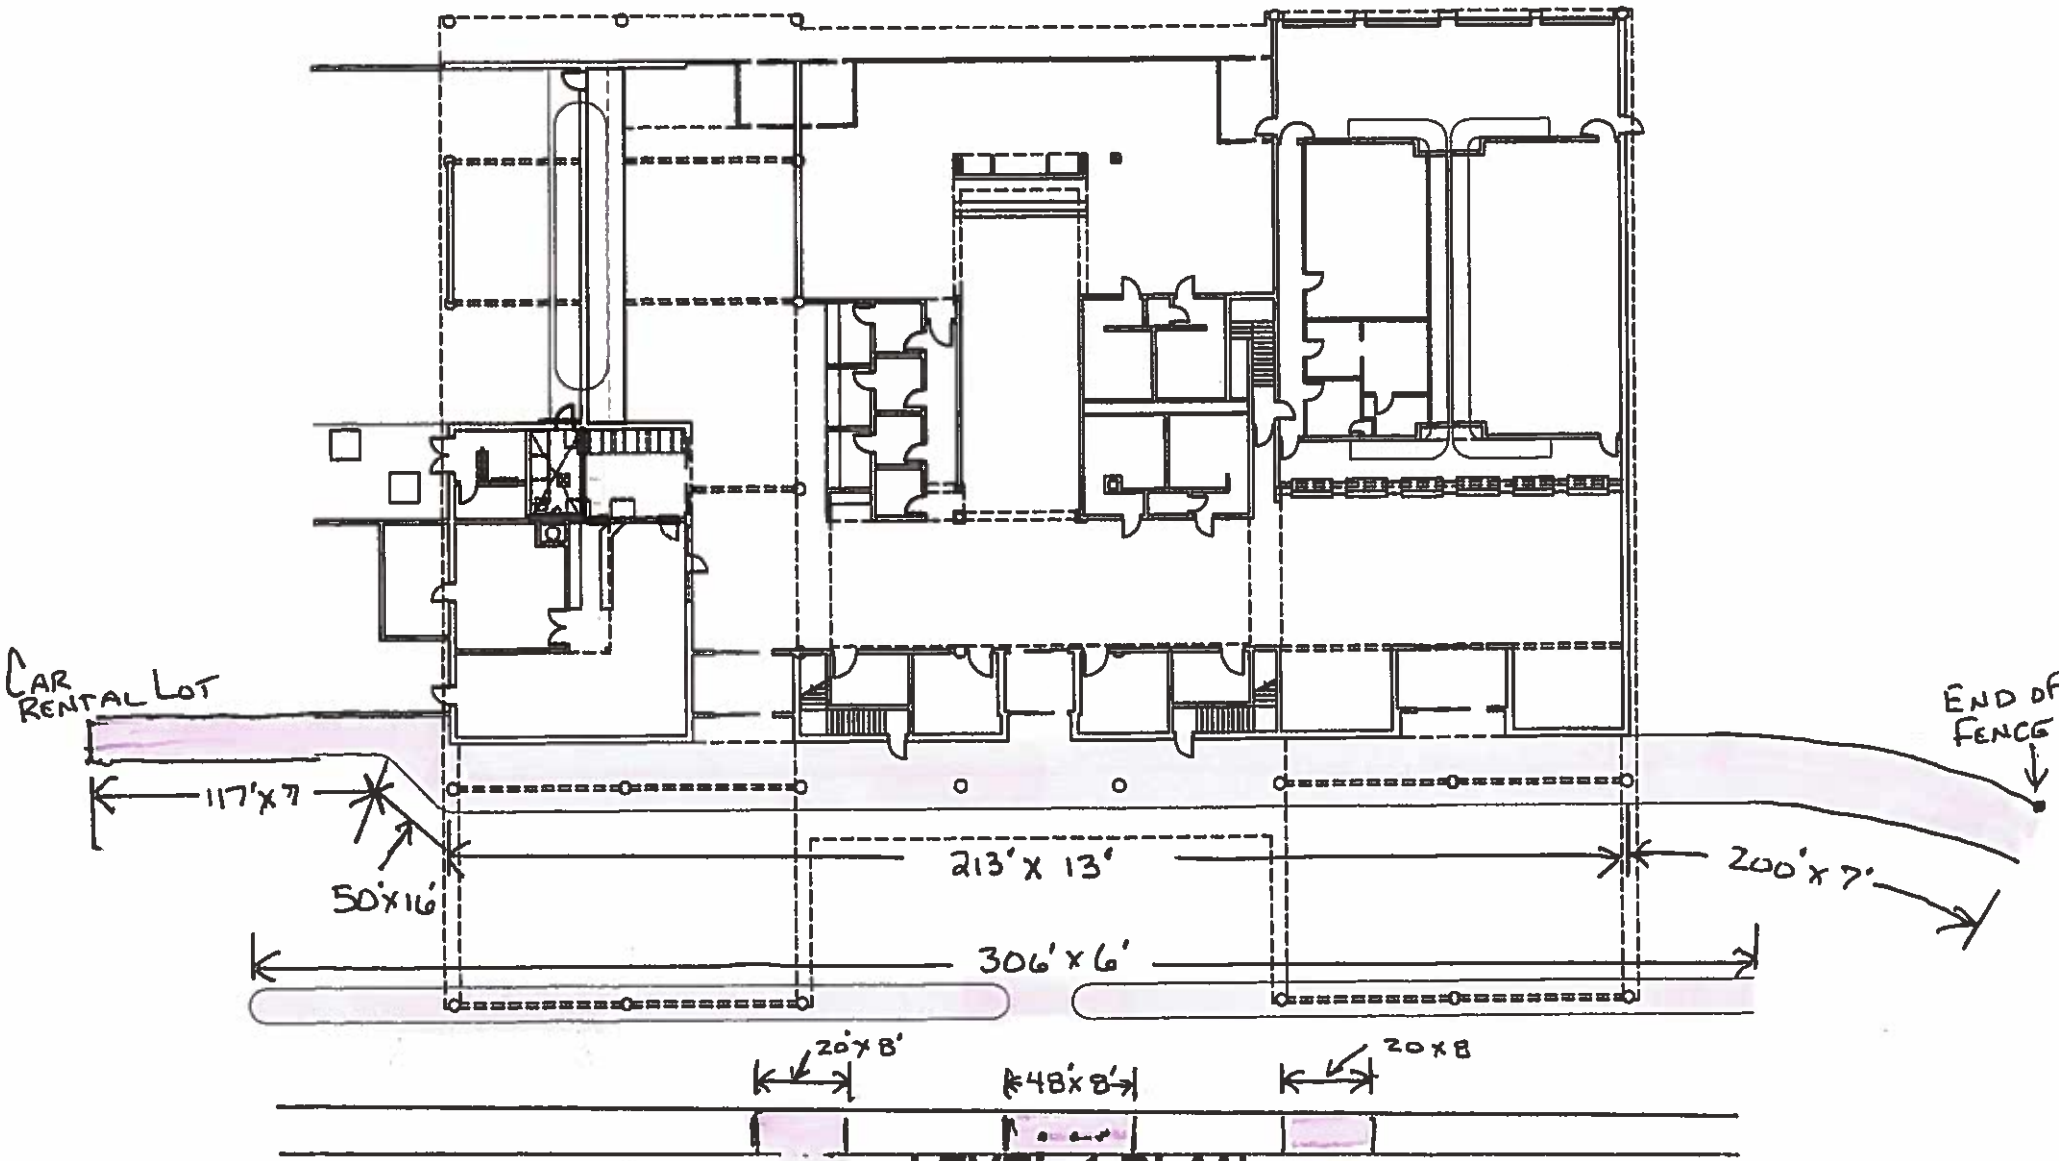 CAR
RENTAL LOT
END OF
FENCE
117' x 7
50' x 16'
213' x 13'
200' x 7'
306' x 6'
20' x 8'
48' x 8'
20 x 8